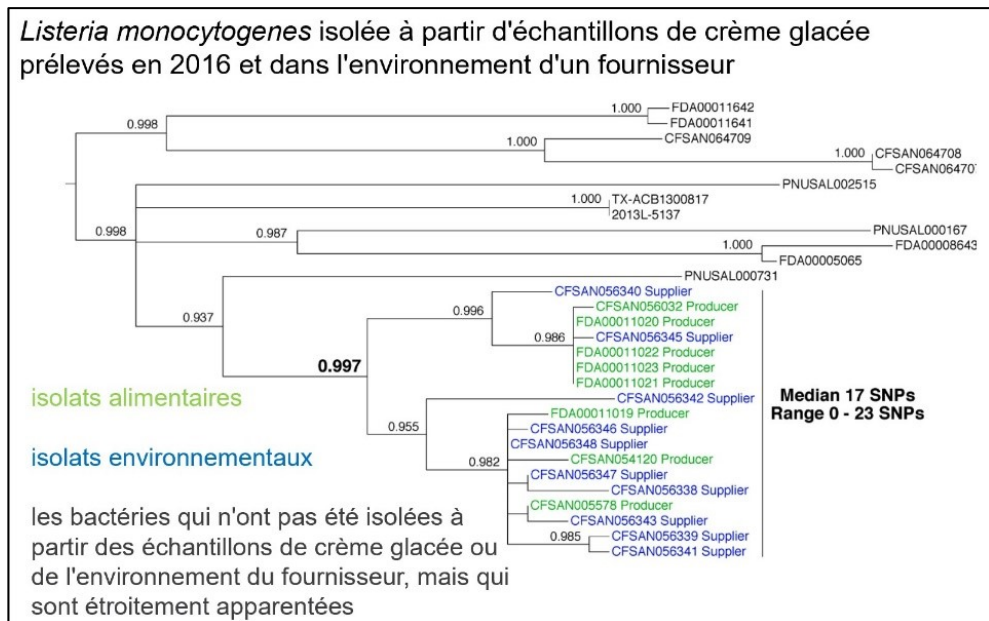 Listeria monocytogenes isolée à partir d'échantillons de crème glacée
prélevés en 2016 et dans l'environnement d'un fournisseur
1.000
FDA00011642
FDA00011641
0.998
1.000
CFSAN064709
1.000
CFSAN064708
CFSAN06470
PNUSAL002515
1.000
TX-ACB1300817
2013L-5137
0.998
0.987
PNUSAL000167
1.000
FDA00008643
FDA00005065
PNUSAL000731
0.937
CFSAN056340 Supplier
0.996
CFSAN056032 Producer
FDA00011020 Producer
0.986
CFSAN056345 Supplier
FDA00011022 Producer
FDA00011023 Producer
FDA00011021 Producer
0.997
CFSAN056342 Supplier
0.955
FDA00011019 Producer
CFSAN056346 Supplier
CFSAN056348 Supplier
0.982
CFSAN054120 Producer
CFSAN056347 Supplier
CFSAN056338 Supplier
CFSAN005578 Producer
CFSAN056343 Supplier
0.985
CFSAN056339 Supplier
CFSAN056341 Suppler
Median 17 SNPs
Range 0 - 23 SNPs
isolats alimentaires
isolats environnementaux
les bactéries qui n'ont pas été isolées à
partir des échantillons de crème glacée ou
de l'environnement du fournisseur, mais qui
sont étroitement apparentées